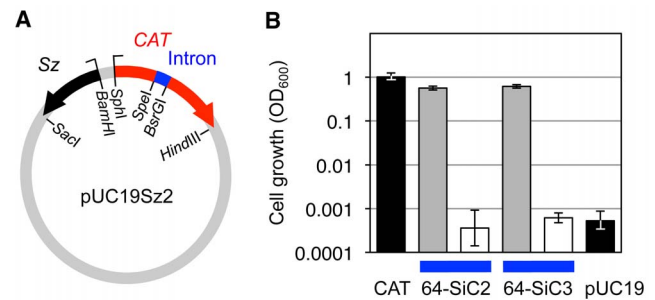 A
CAT
Intron
Sz
SphI
BamHI
SpeI
BsrGI
SacI
HindIII
pUC19Sz2
B
Cell growth (OD600)
1
0.1
0.01
0.001
0.0001
CAT 64-SiC2 64-SiC3 pUC19